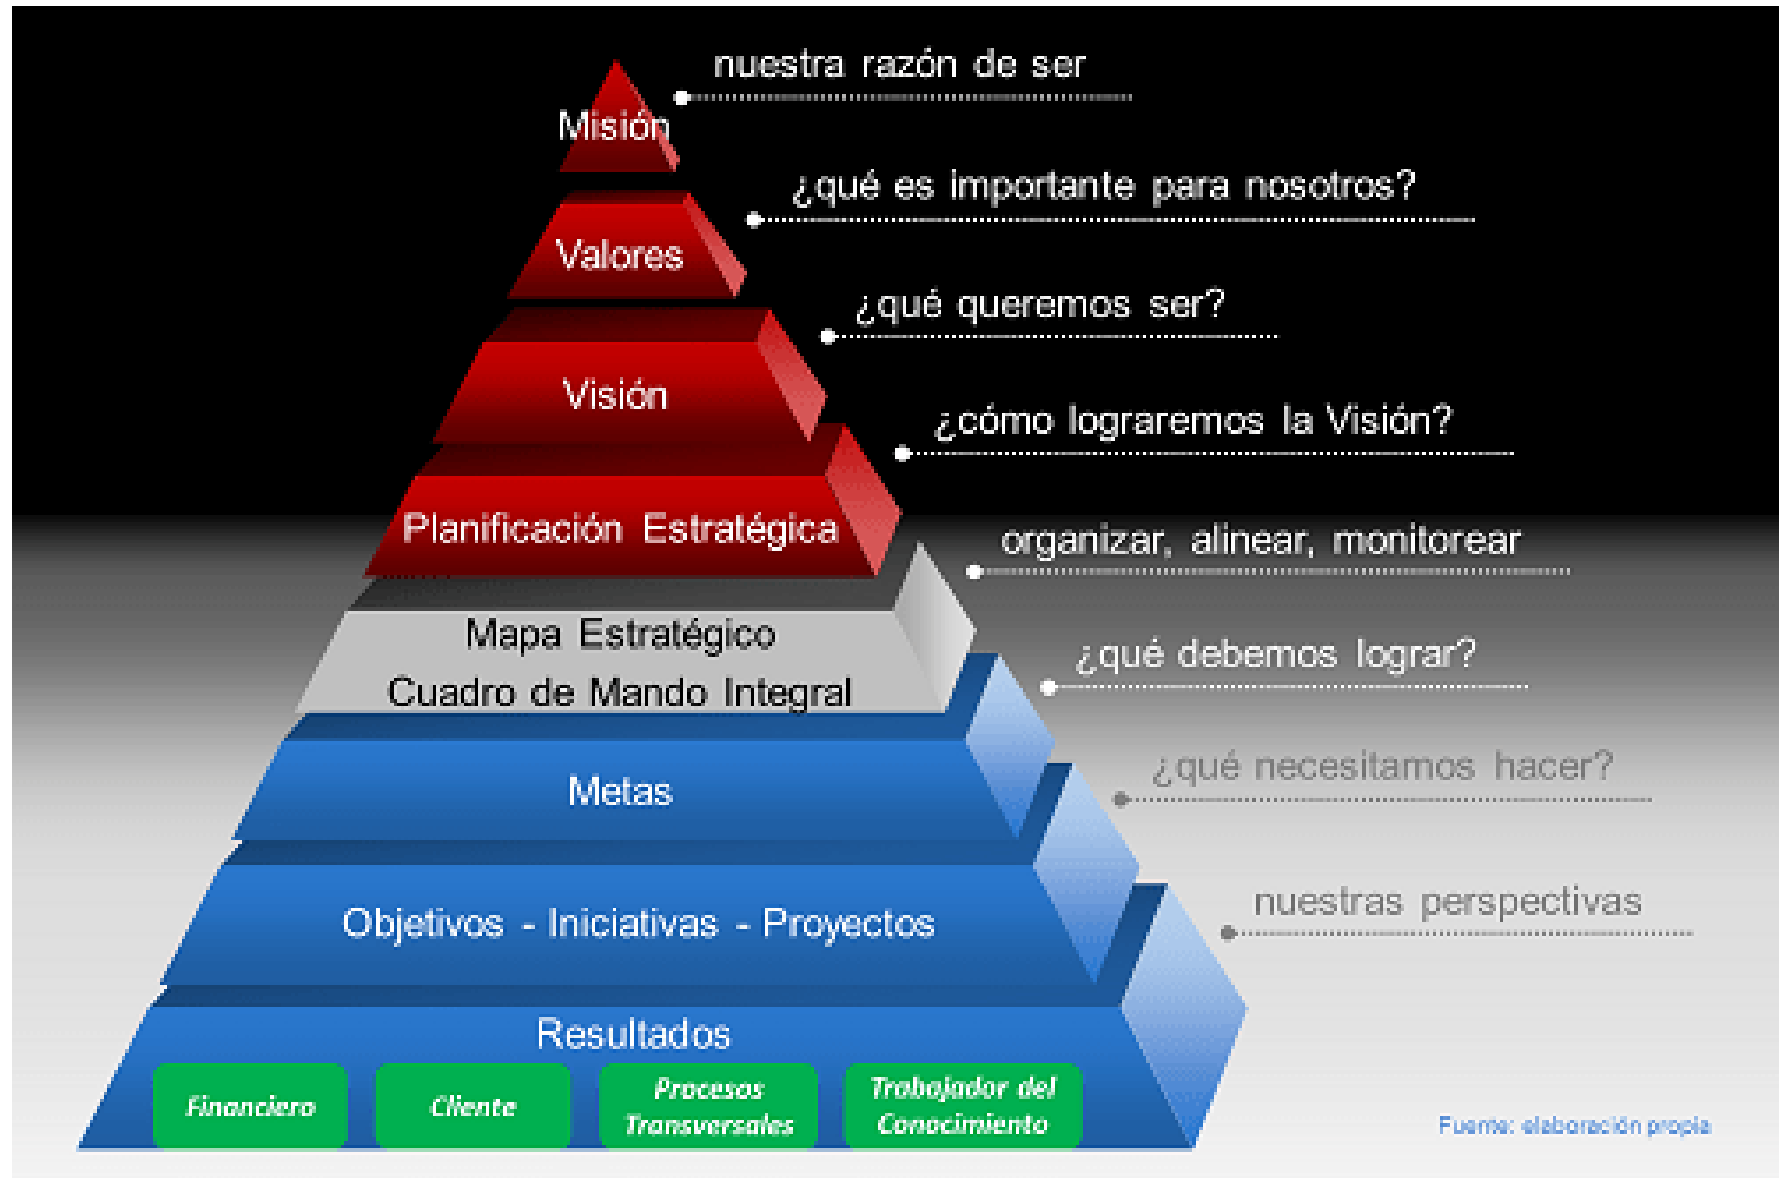 nuestra razón de ser
Misión
¿qué es importante para nosotros?
Valores
¿qué queremos ser?
Visión
¿cómo lograremos la Visión?
Planificación Estratégica
organizar, alinear, monitorear
Mapa Estratégico
Cuadro de Mando Integral
¿qué debemos lograr?
Metas
¿qué necesitamos hacer?
Objetivos - Iniciativas - Proyectos
nuestras perspectivas
Resultados
Financiero
Cliente
Procesos
Transversales
Trabajador del
Conocimiento
Fuente: elaboración propia